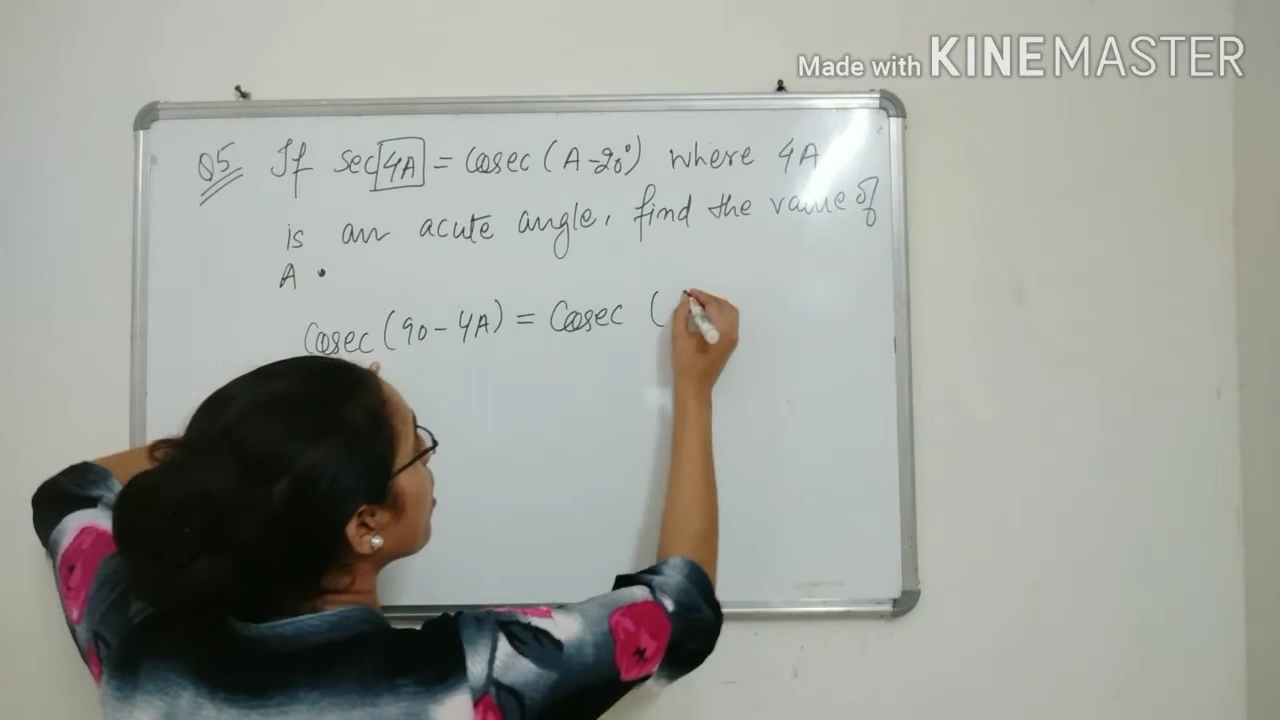 Made with KINEMASTER
Q5 If sec 4A = Cosec (A-20°) where 4A
is an acute angle, find the value of
A.
Cosec (90-4A) = Cosec (